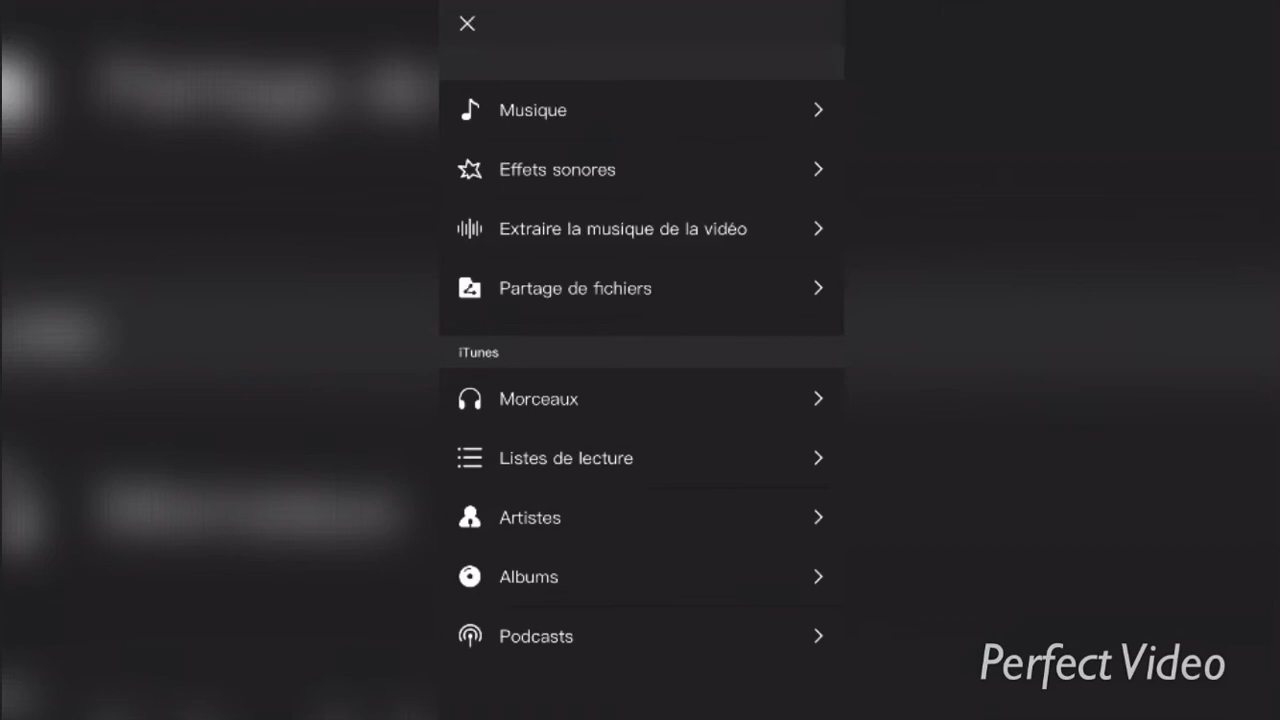 Musique
Effets sonores
Extraire la musique de la vidéo
Partage de fichiers
iTunes
Morceaux
Listes de lecture
Artistes
Albums
Podcasts
Perfect Video